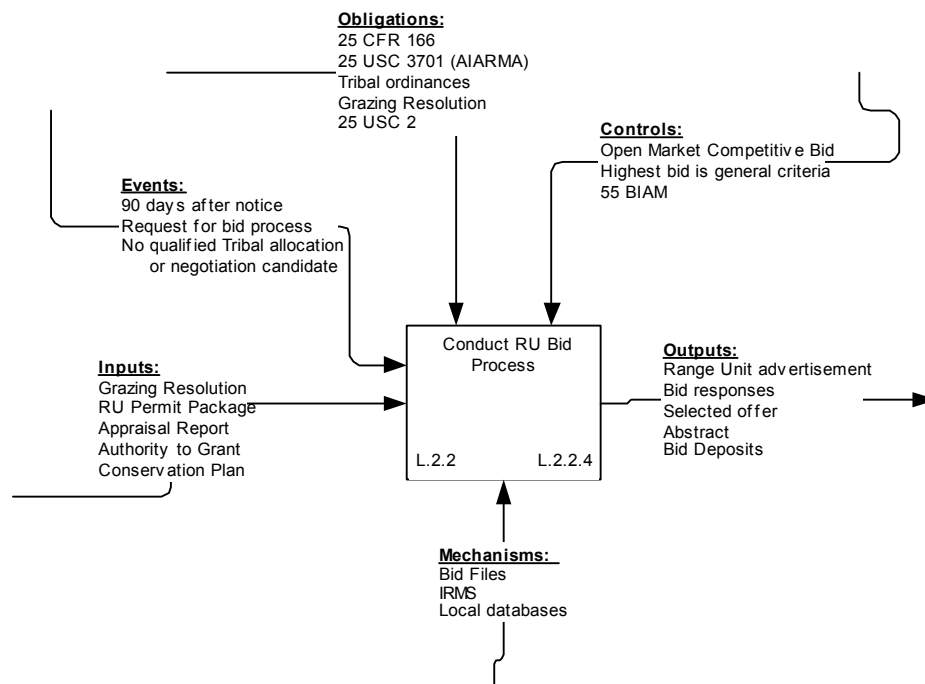 Obligations:
25 CFR 166
25 USC 3701 (AIARMA)
Tribal ordinances
Grazing Resolution
25 USC 2
Controls:
Open Market Competitive Bid
Highest bid is general criteria
55 BIAM
Events:
90 days after notice
Request for bid process
No qualified Tribal allocation
or negotiation candidate
Conduct RU Bid
Process
L.2.2 L.2.2.4
Inputs:
Grazing Resolution
RU Permit Package
Appraisal Report
Authority to Grant
Conservation Plan
Outputs:
Range Unit advertisement
Bid responses
Selected offer
Abstract
Bid Deposits
Mechanisms:
Bid Files
IRMS
Local databases